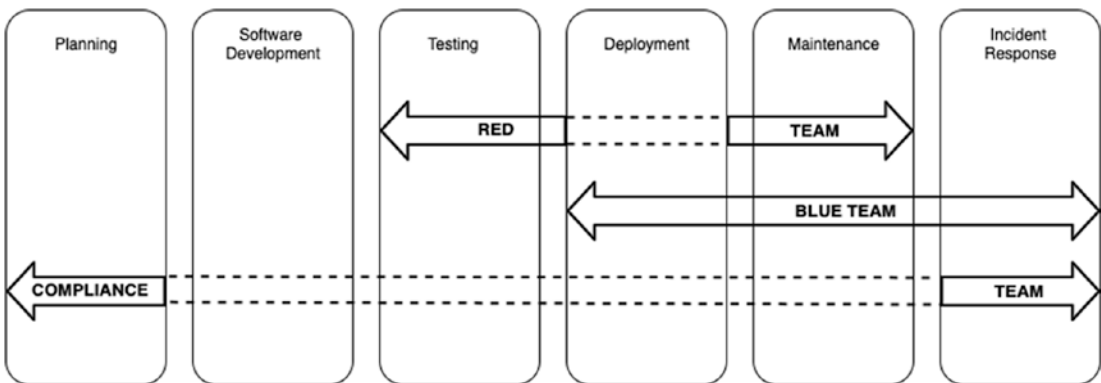 Planning
Software
Development
Testing
Deployment
Maintenance
Incident
Response
RED
TEAM
BLUE TEAM
COMPLIANCE
TEAM